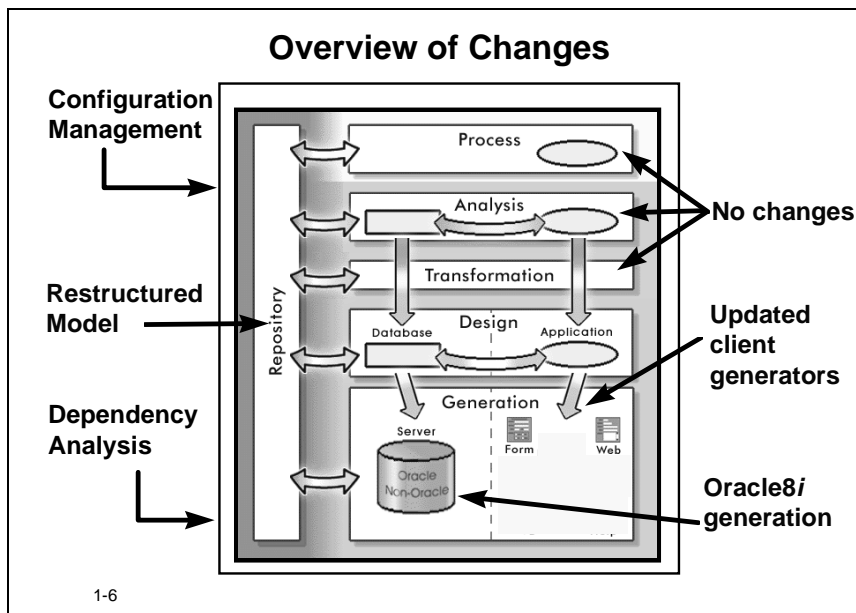 Overview of Changes
Configuration
Management
Process
Analysis
No changes
Transformation
Restructured
Model
Repository
Design
Database
Application
Updated
client
generators
Generation
Dependency
Analysis
Server
Form
Web
Oracle
Non-Oracle
Oracle8i
generation
1-6